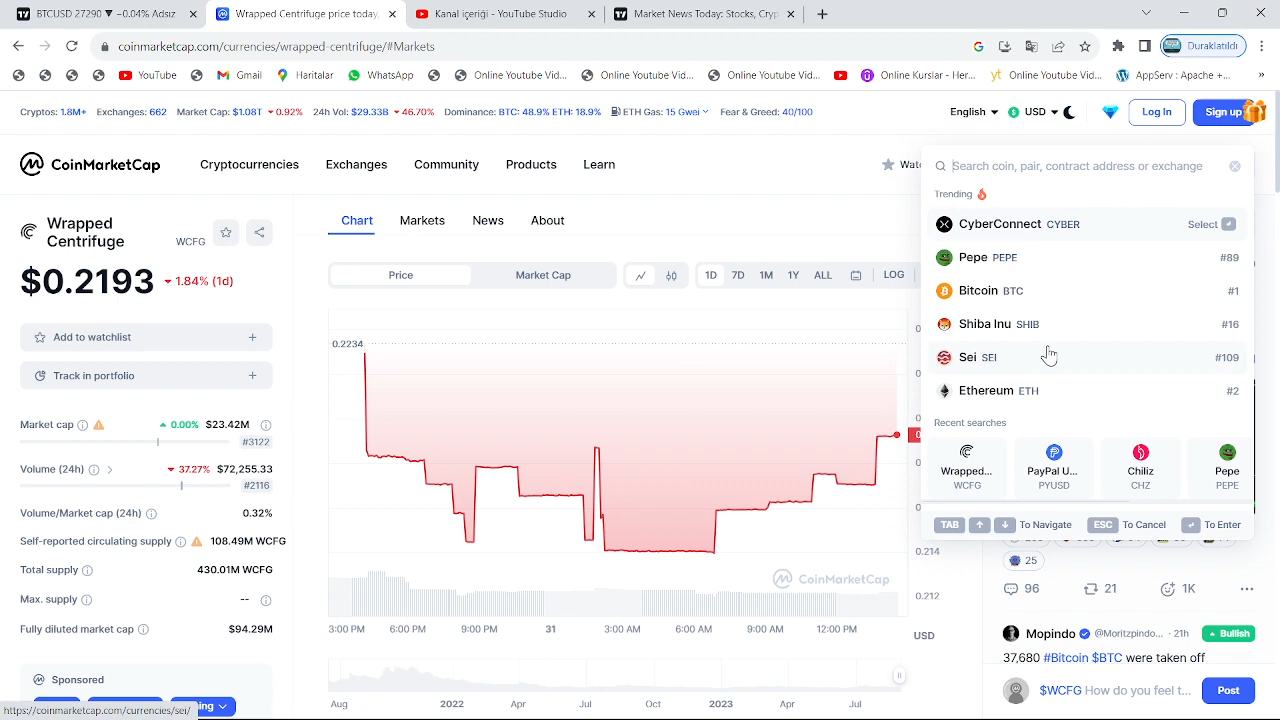 BTCUSD 27729 ▼ −0.04% Adsız
Wrapped Centrifuge price today,
Kanal içeriği - YouTube Studio
Market News Today: Stocks, Cryp
coinmarketcap.com/currencies/wrapped-centrifuge/#Markets
Duraklatıldı
YouTube
Gmail
Haritalar
WhatsApp
Online Youtube Vid...
Online Youtube Vid...
Online Youtube Vid...
Online Kurslar - Her...
Online Youtube Vid...
AppServ : Apache +...
»
Cryptos: 1.8M+ Exchanges: 662 Market Cap: $1.08T ▼ 0.92% 24h Vol: $29.33B ▼ 46.70% Dominance: BTC: 48.9% ETH: 18.9% ETH Gas: 15 Gwei Fear & Greed: 40/100
English USD Log In Sign up
CoinMarketCap
Cryptocurrencies Exchanges Community Products Learn
Search coin, pair, contract address or exchange
Trending
CyberConnect CYBER Select
Pepe PEPE #89
Bitcoin BTC #1
Shiba Inu SHIB #16
Sei SEI #109
Ethereum ETH #2
Recent searches
Wrapped... WCFG
PayPal U... PYUSD
Chiliz CHZ
Pepe PEPE
TAB ↑ ↓ To Navigate ESC To Cancel To Enter
Wrapped
Centrifuge WCFG
$0.2193 ▼ 1.84% (1d)
Add to watchlist +
Track in portfolio +
Market cap ▲ 0.00% $23.42M
#3122
Volume (24h) > ▼ 37.27% $72,255.33
#2116
Volume/Market cap (24h) 0.32%
Self-reported circulating supply 108.49M WCFG
Total supply 430.01M WCFG
Max. supply --
Fully diluted market cap $94.29M
Sponsored
https://coinmarketcap.com/currencies/sei/
Chart Markets News About
Price Market Cap 1D 7D 1M 1Y ALL LOG
0.2234
0.214
0.212
CoinMarketCap
3:00 PM 6:00 PM 9:00 PM 31 3:00 AM 6:00 AM 9:00 AM 12:00 PM
USD
Aug 2022 Apr Jul Oct 2023 Apr Jul
25
96 21 1K ...
Mopindo @Moritzpindo... · 21h Bullish
37,680 #Bitcoin $BTC were taken off
$WCFG How do you feel t... Post